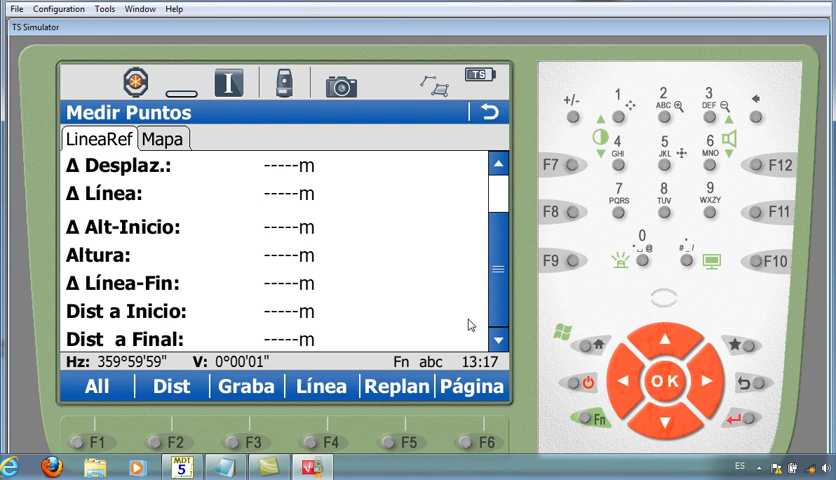 File Configuration Tools Window Help
TS Simulator
I
TS
Medir Puntos
LineaRef Mapa
Δ Desplaz.: -----m
Δ Línea: -----m
Δ Alt-Inicio: -----m
Altura: -----m
Δ Línea-Fin: -----m
Dist a Inicio: -----m
Dist a Final: -----m
Hz: 359°59'59" V: 0°00'01" Fn abc 13:17
All Dist Graba Línea Replan Página
F1 F2 F3 F4 F5 F6
+/- 1 2 ABC 3 DEF
F7 4 GHI 5 JKL 6 MNO F12
F8 7 PQRS 8 TUV 9 WXYZ F11
F9 0 * ␣ @ . # _ / F10
OK
Fn
MDT 5
ES